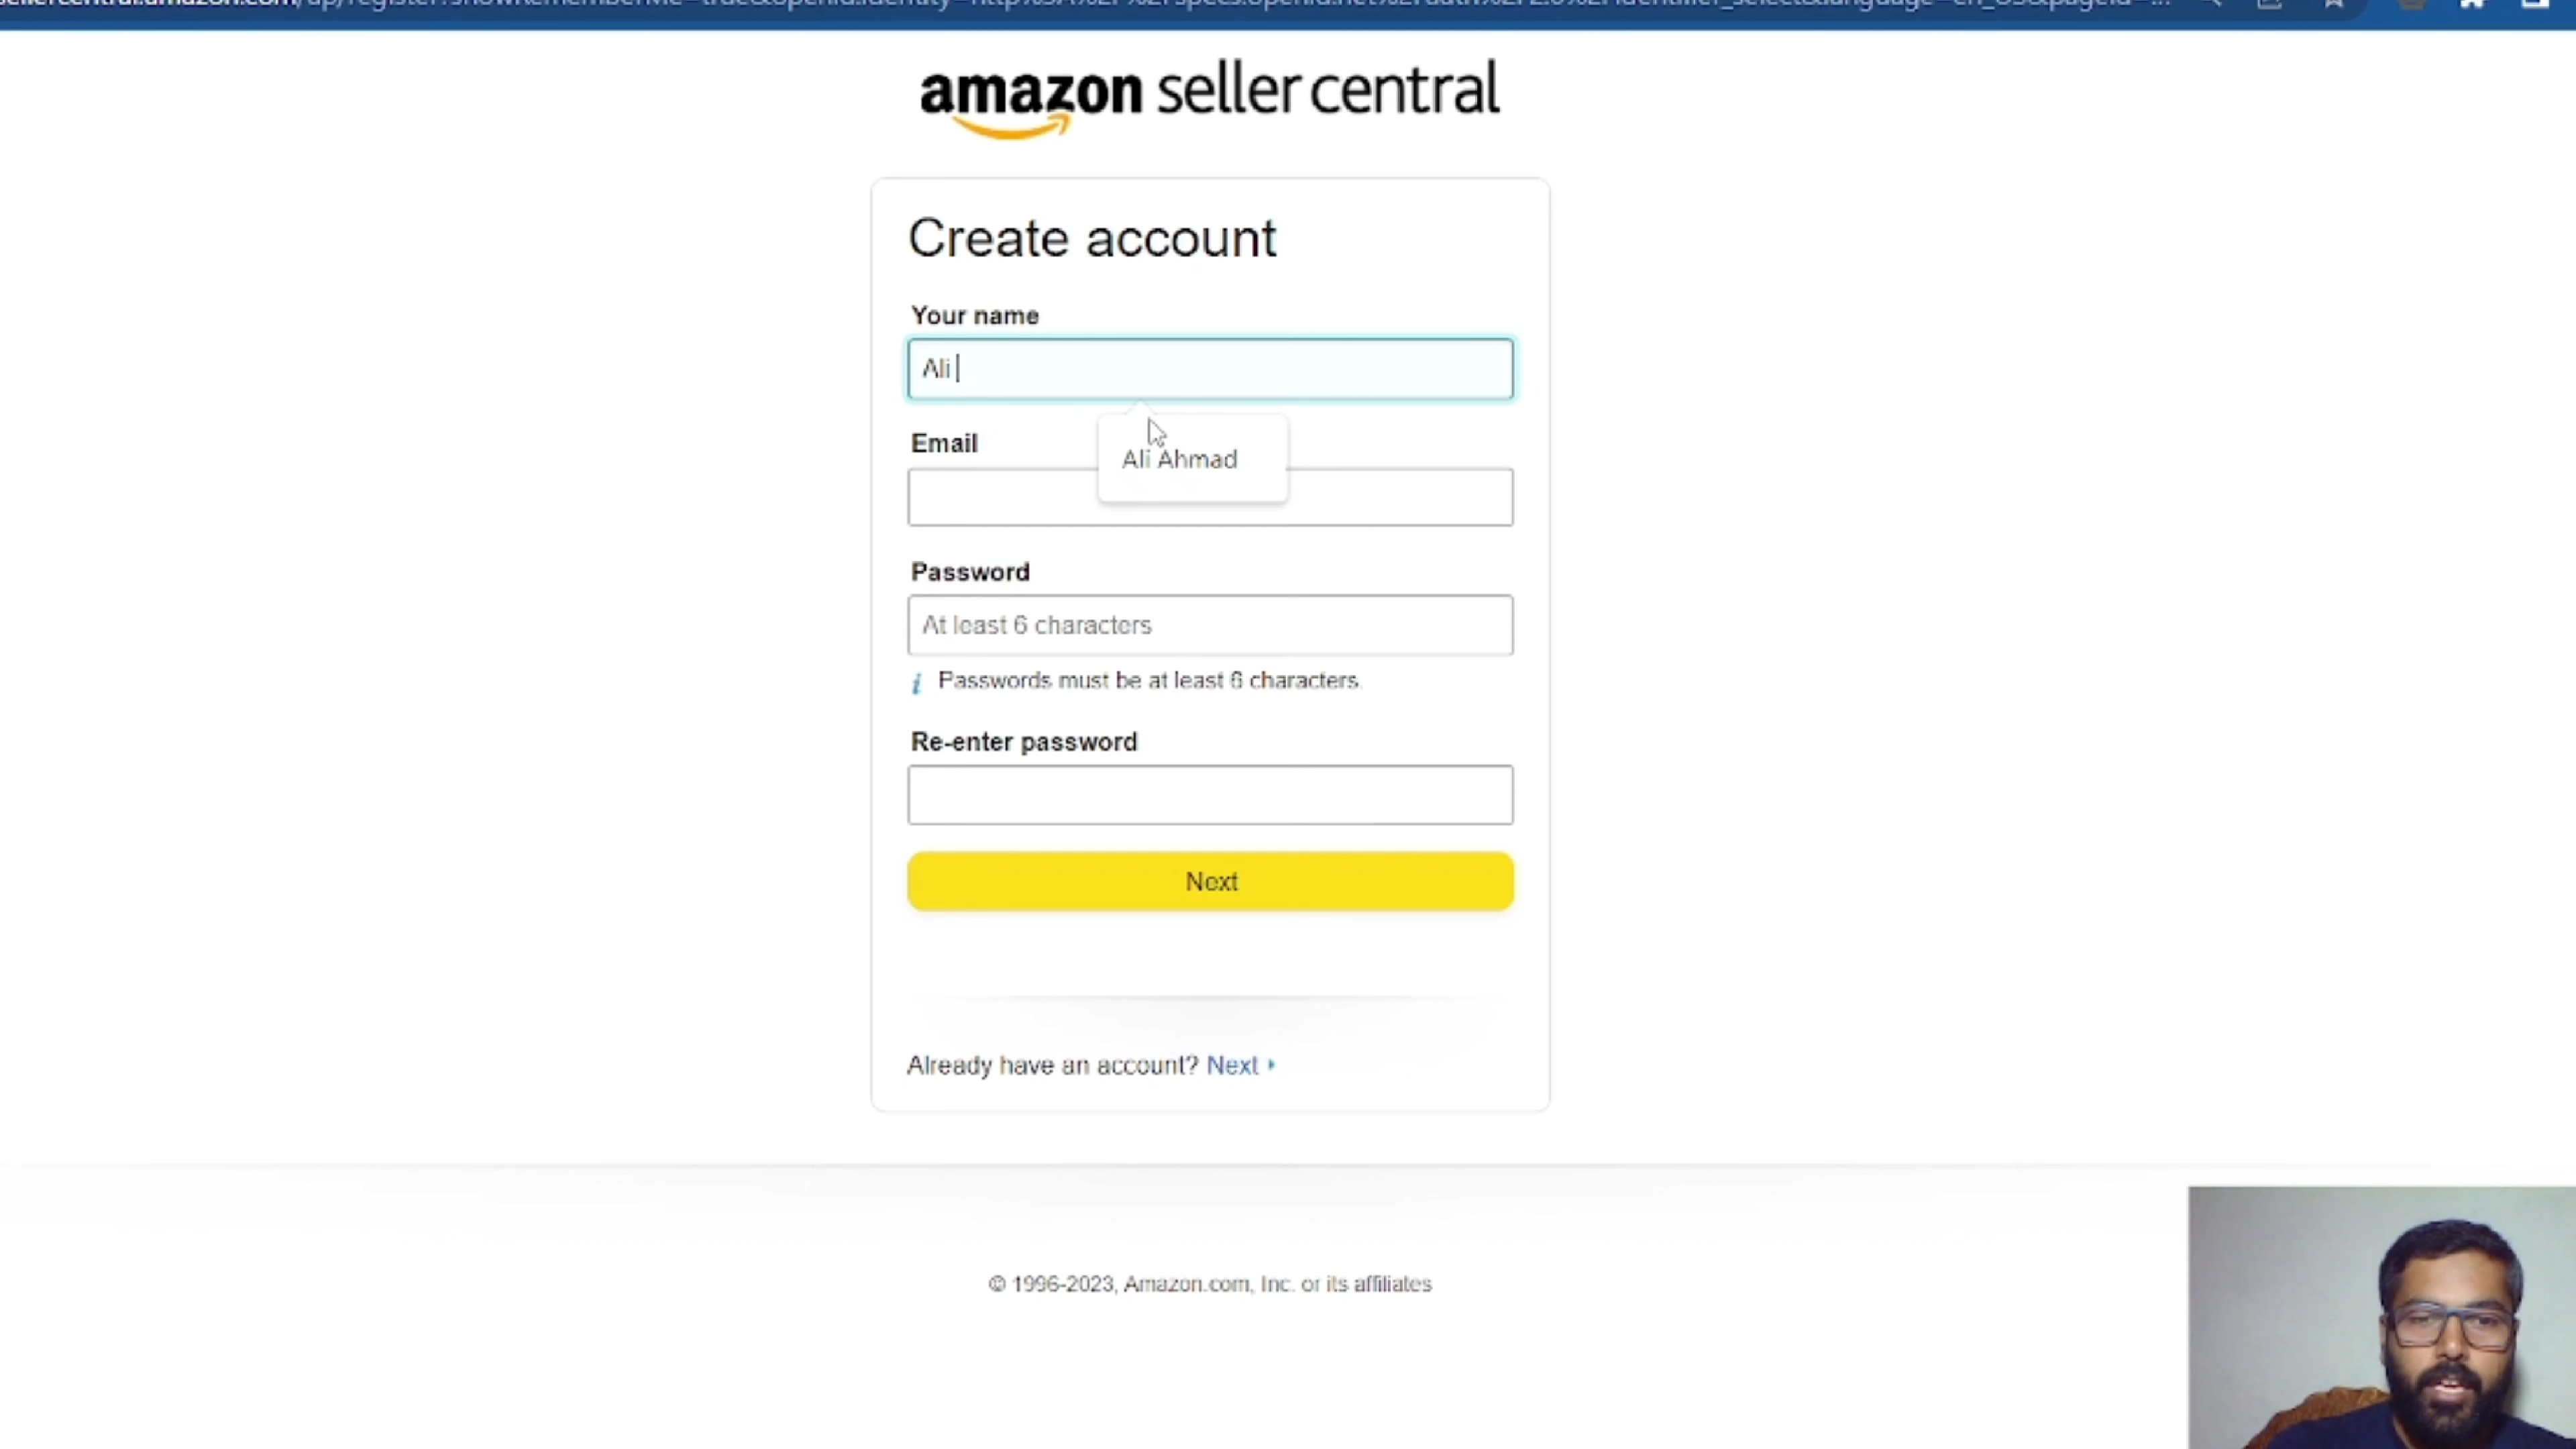 amazon seller central
Create account
Your name
Ali
Ali Ahmad
Email
Password
At least 6 characters
i Passwords must be at least 6 characters.
Re-enter password
Next
Already have an account? Next
© 1996-2023, Amazon.com, Inc. or its affiliates